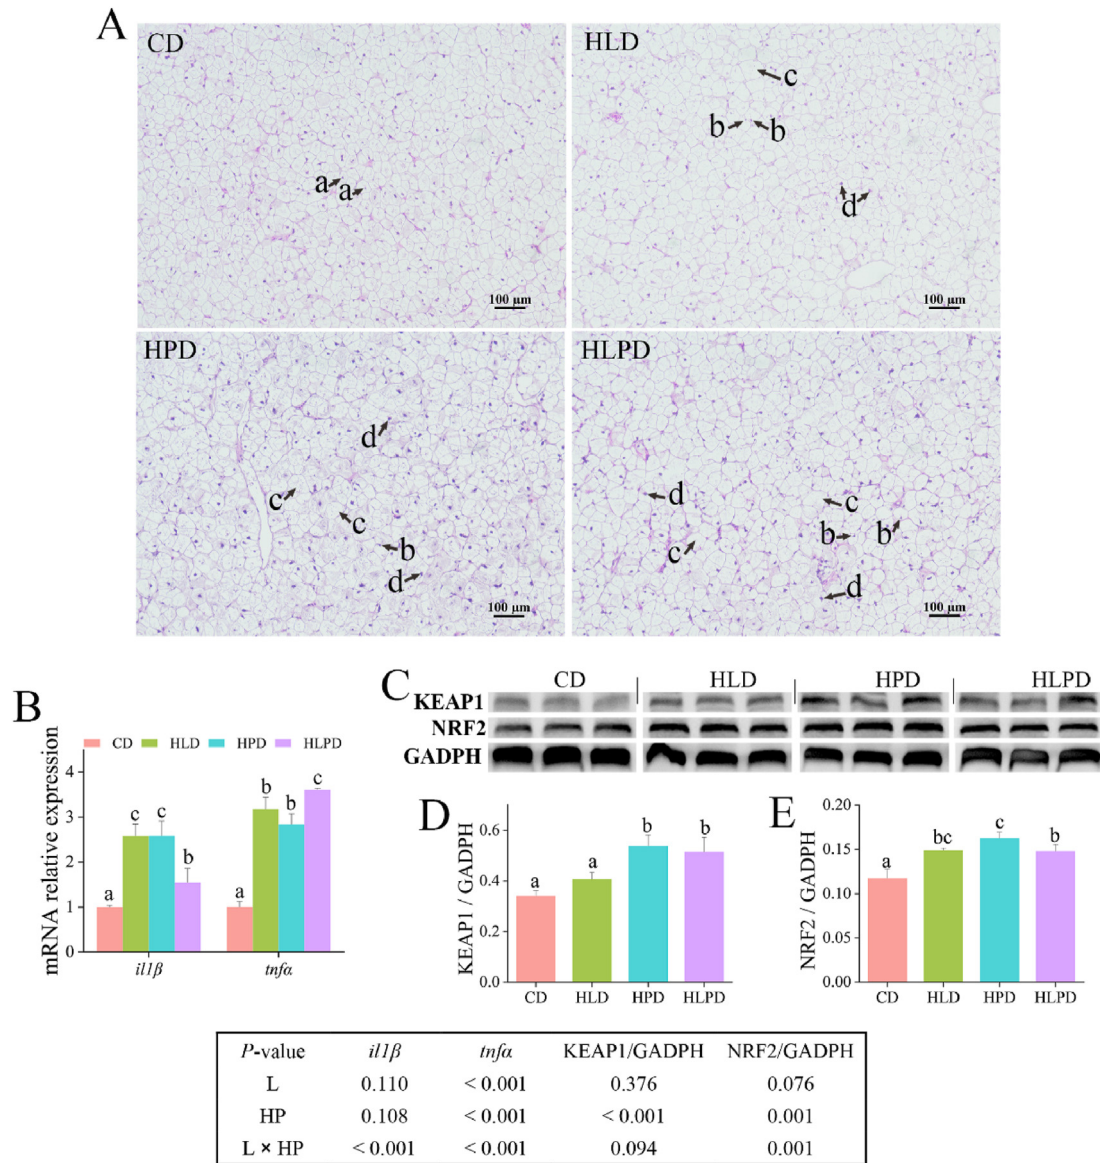 A
CD
HLD
c
b
b
a
a
d
100 μm
100 μm
HPD
HLPD
d
c
c
b
d
d
c
c
b
b
d
100 μm
100 μm
B
CD HLD HPD HLPD
mRNA relative expression
4
3
2
1
0
a
c
c
b
a
b
b
c
il1β tnfα
C
CD HLD HPD HLPD
KEAP1
NRF2
GADPH
D
KEAP1 / GADPH
0.6
0.4
0.2
0.0
a
a
b
b
CD HLD HPD HLPD
E
NRF2 / GADPH
0.20
0.15
0.10
0.05
0.00
a
bc
c
b
CD HLD HPD HLPD
P-value il1β tnfα KEAP1/GADPH NRF2/GADPH
L 0.110 < 0.001 0.376 0.076
HP 0.108 < 0.001 < 0.001 0.001
L × HP < 0.001 < 0.001 0.094 0.001